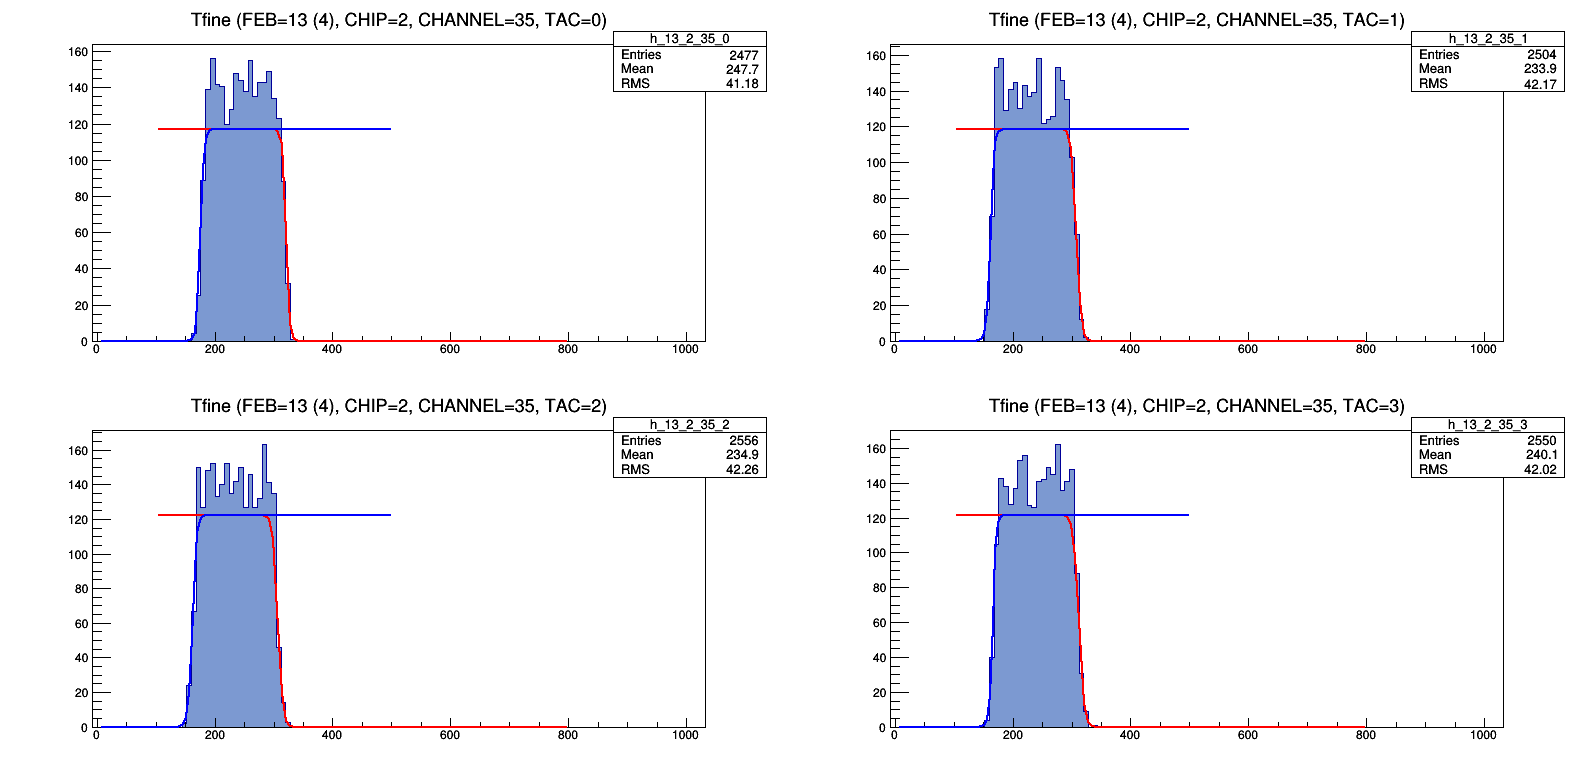 Tfine (FEB=13 (4), CHIP=2, CHANNEL=35, TAC=0)
h_13_2_35_0
Entries 2477
Mean 247.7
RMS 41.18
160
140
120
100
80
60
40
20
0
0 200 400 600 800 1000
Tfine (FEB=13 (4), CHIP=2, CHANNEL=35, TAC=1)
h_13_2_35_1
Entries 2504
Mean 233.9
RMS 42.17
160
140
120
100
80
60
40
20
0
0 200 400 600 800 1000
Tfine (FEB=13 (4), CHIP=2, CHANNEL=35, TAC=2)
h_13_2_35_2
Entries 2556
Mean 234.9
RMS 42.26
160
140
120
100
80
60
40
20
0
0 200 400 600 800 1000
Tfine (FEB=13 (4), CHIP=2, CHANNEL=35, TAC=3)
h_13_2_35_3
Entries 2550
Mean 240.1
RMS 42.02
160
140
120
100
80
60
40
20
0
0 200 400 600 800 1000